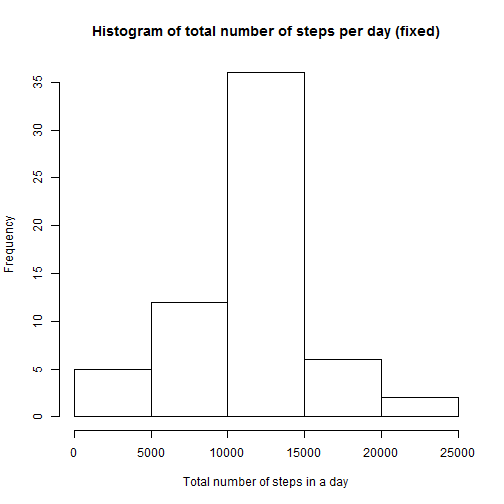 Histogram of total number of steps per day (fixed)
Frequency
35
30
25
20
15
10
5
0
0 5000 10000 15000 20000 25000
Total number of steps in a day